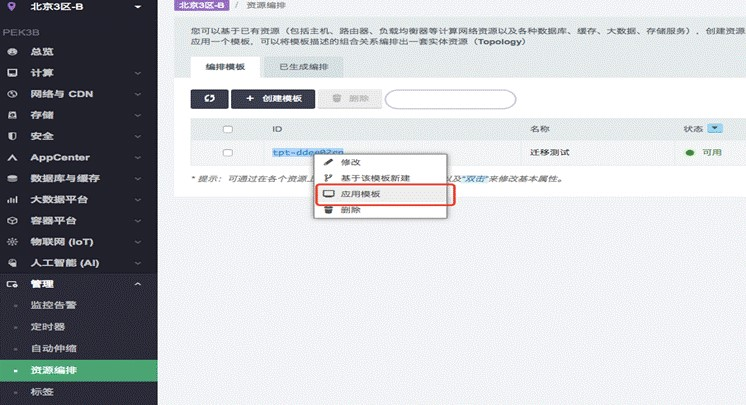 北京3区-B
PEK3B
总览
计算
网络与 CDN
存储
安全
AppCenter
数据库与缓存
大数据平台
容器平台
物联网 (IoT)
人工智能 (AI)
管理
监控告警
定时器
自动伸缩
资源编排
标签
北京3区-B / 资源编排
您可以基于已有资源（包括主机、路由器、负载均衡器等计算网络资源以及各种数据库、缓存、大数据、存储服务），创建资源
应用一个模板，可以将模板描述的组合关系编排出一套实体资源（Topology）
编排模板 已生成编排
+ 创建模板 删除
ID 名称 状态
迁移测试 可用
修改
* 提示：可通过在各个资源上 以及"双击"来修改基本属性。
基于该模板新建
应用模板
删除